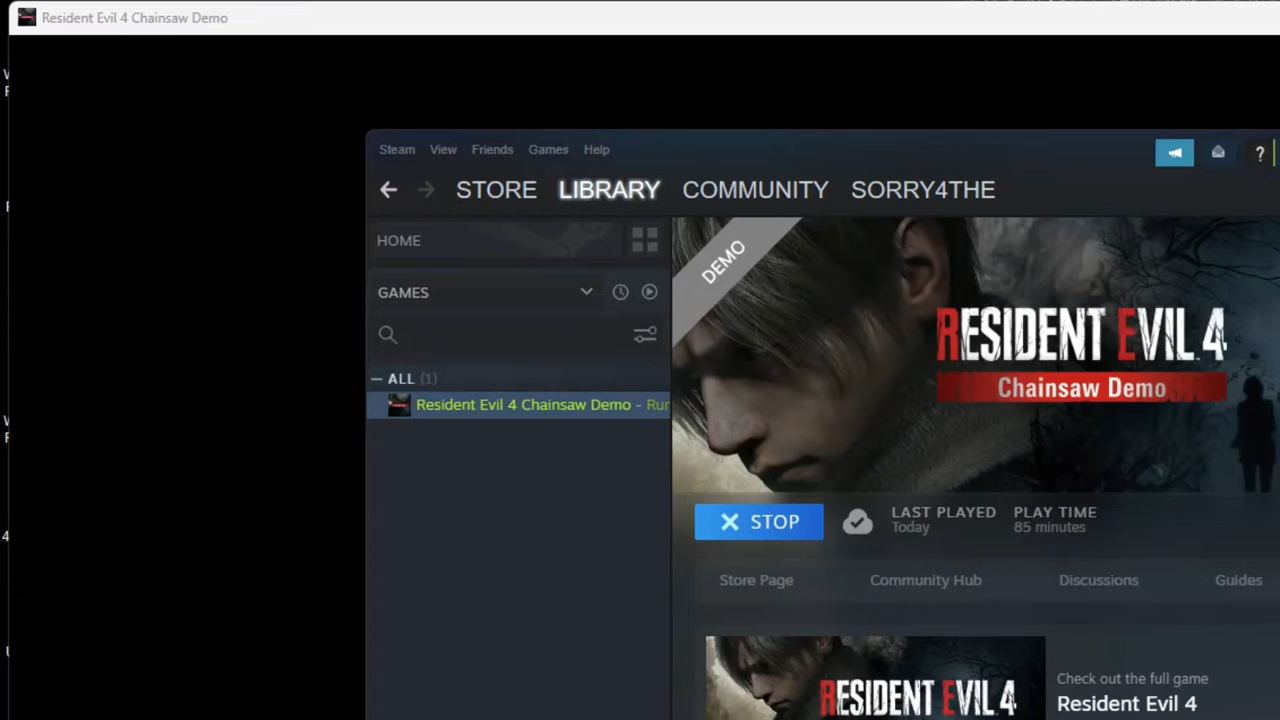 Resident Evil 4 Chainsaw Demo
Steam View Friends Games Help
STORE LIBRARY COMMUNITY SORRY4THE
HOME
GAMES
ALL (1)
Resident Evil 4 Chainsaw Demo - Run
DEMO
RESIDENT EVIL 4
Chainsaw Demo
STOP
LAST PLAYED
Today
PLAY TIME
85 minutes
Store Page Community Hub Discussions Guides
RESIDENT EVIL 4
Check out the full game
Resident Evil 4